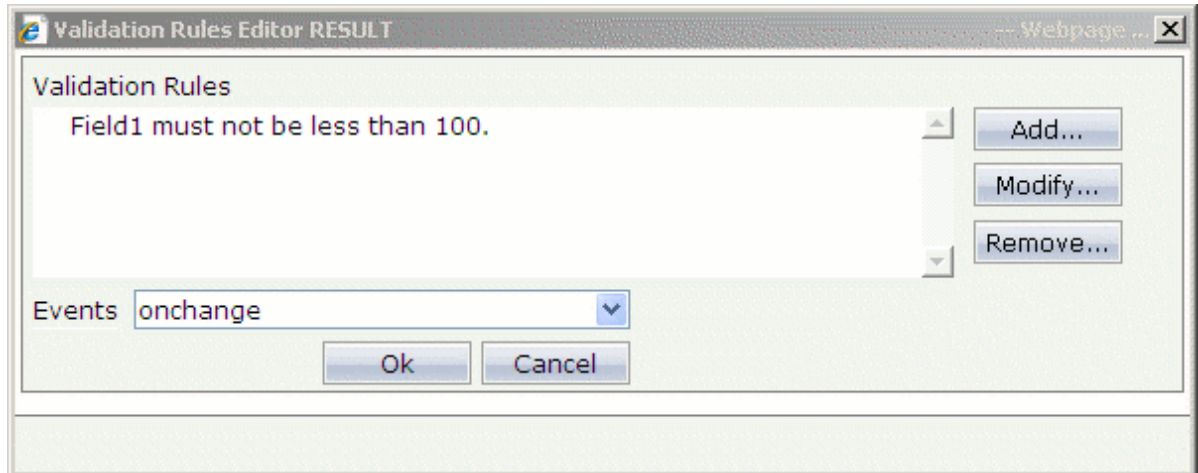 Validation Rules Editor RESULT -- Webpage ...
Validation Rules
Field1 must not be less than 100.
Add...
Modify...
Remove...
Events onchange
Ok Cancel